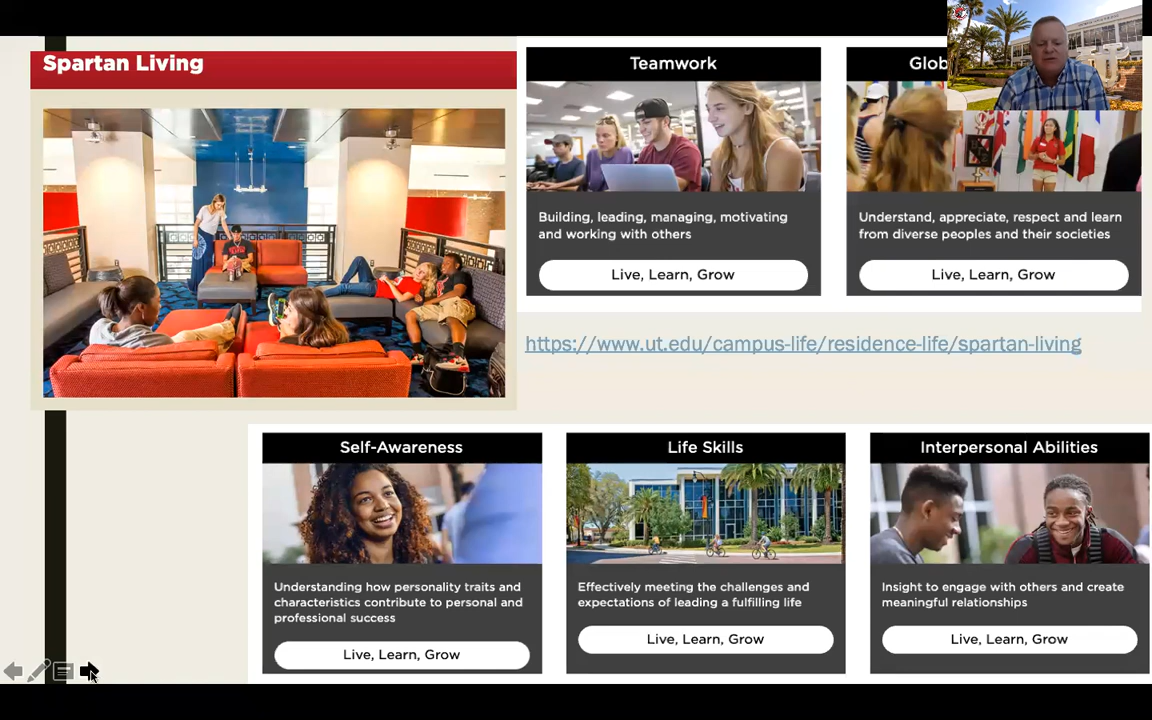 Spartan Living
Teamwork
Building, leading, managing, motivating
and working with others
Live, Learn, Grow
Glob
Understand, appreciate, respect and learn
from diverse peoples and their societies
Live, Learn, Grow
https://www.ut.edu/campus-life/residence-life/spartan-living
Self-Awareness
Understanding how personality traits and
characteristics contribute to personal and
professional success
Live, Learn, Grow
Life Skills
Effectively meeting the challenges and
expectations of leading a fulfilling life
Live, Learn, Grow
Interpersonal Abilities
Insight to engage with others and create
meaningful relationships
Live, Learn, Grow